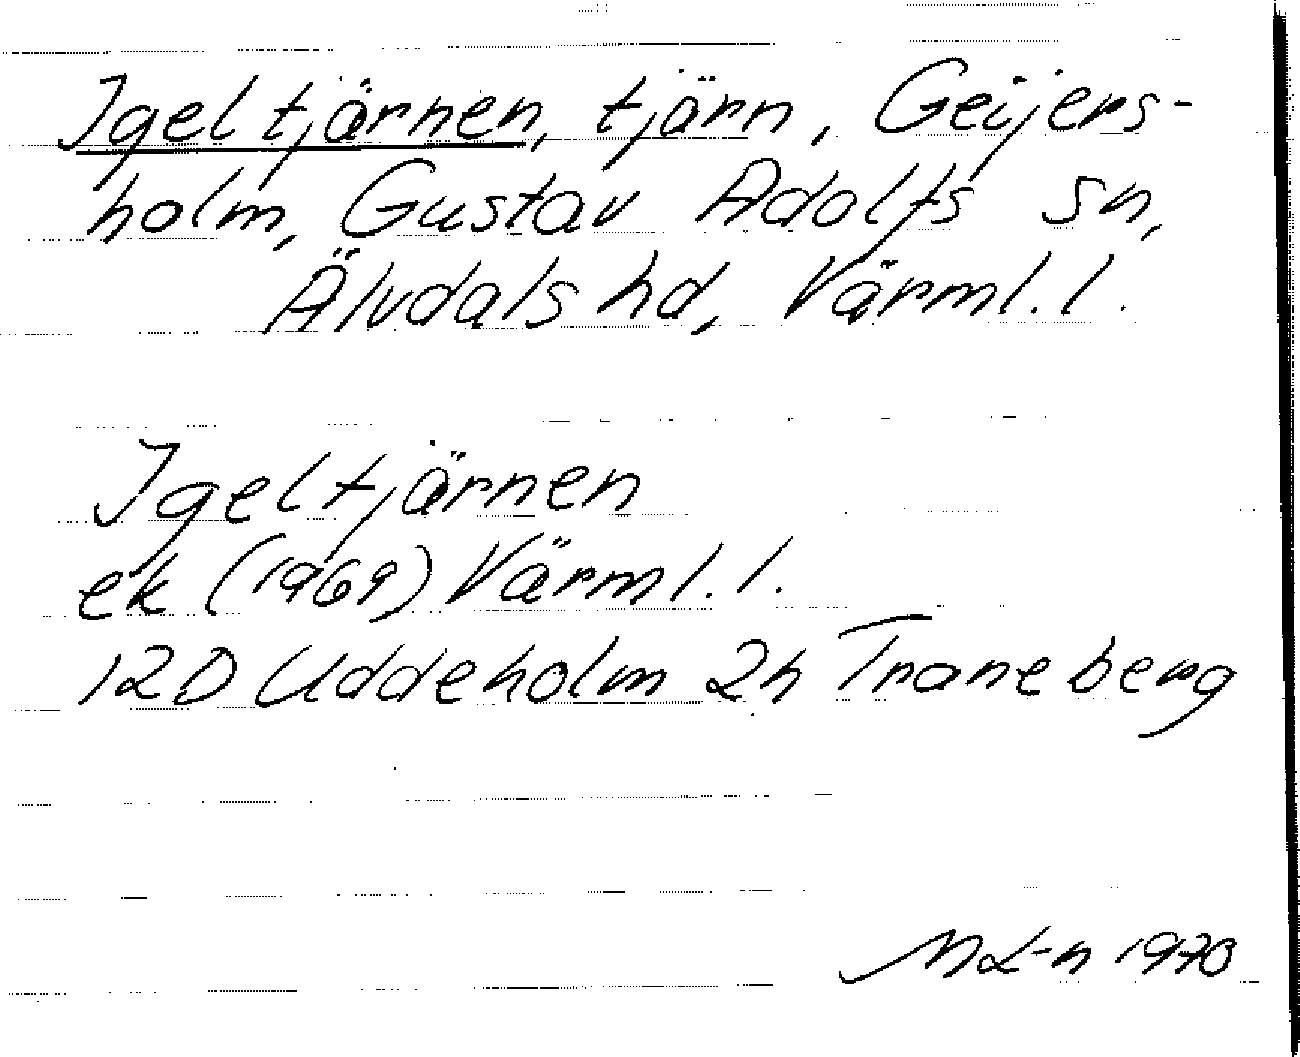 Igeltjärnen, tjärn, Geijers-
holm, Gustav Adolfs sn,
Älvdals hd, Värml. l.
Igeltjärnen
ek (1969) Värml. l.
12D Uddeholm 2h Traneberg
ML-n 1970